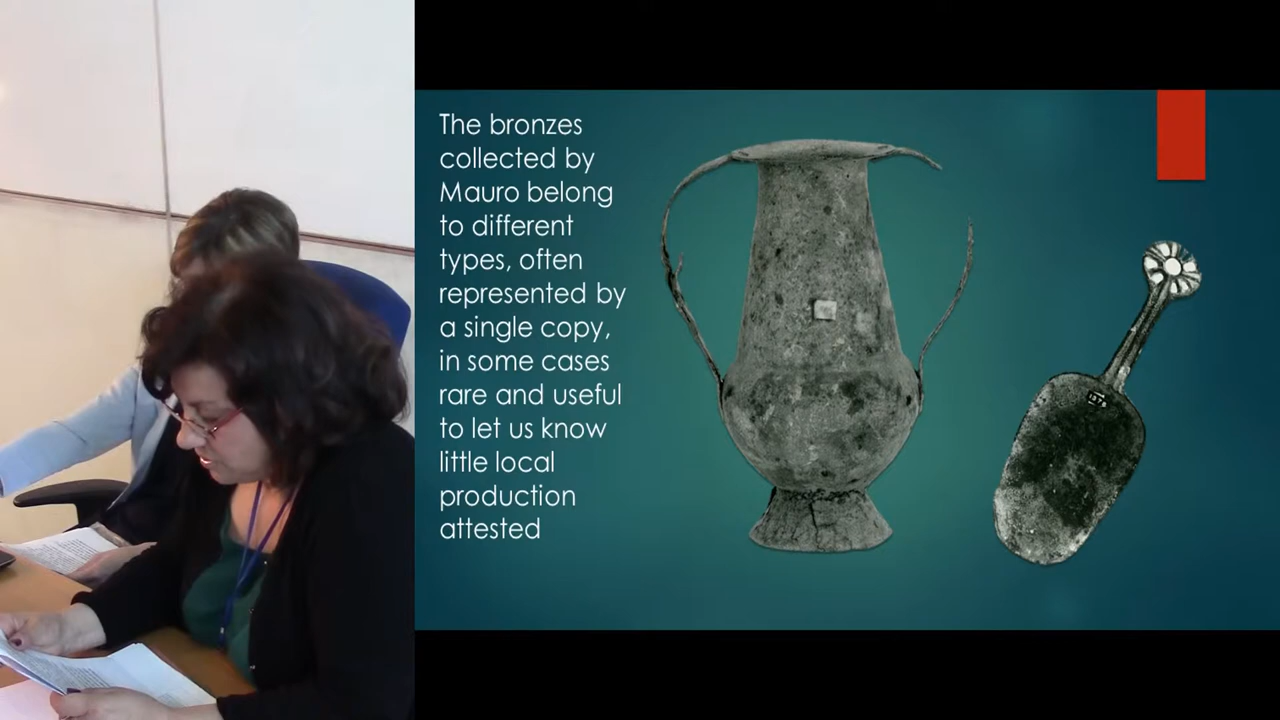 The bronzes
collected by
Mauro belong
to different
types, often
represented by
a single copy,
in some cases
rare and useful
to let us know
little local
production
attested
1376